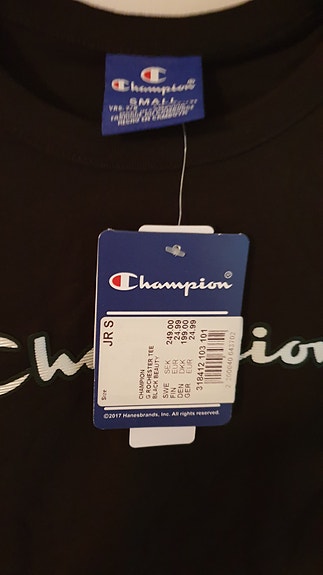 Champion
SMALL
Champion®
Size
JR S
CHAMPION
G ROCHESTER TEE
BLACK BEAUTY
SWE SEK 249.00
FIN EUR 24.99
DEN DKK 199.00
GER EUR 24.99
318412-103 101
©2017 Hanesbrands, Inc. All rights reserved.
Champion